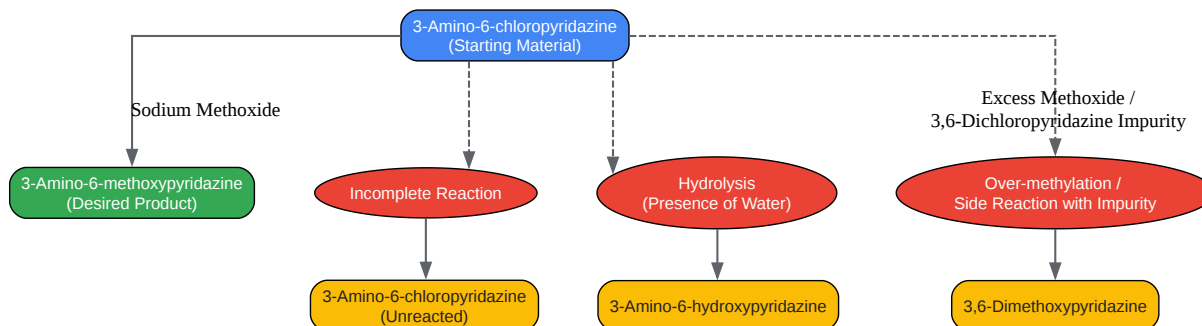 3-Amino-6-chloropyridazine
(Starting Material)
Sodium Methoxide
Excess Methoxide /
3,6-Dichloropyridazine Impurity
3-Amino-6-methoxypyridazine
(Desired Product)
Incomplete Reaction
Hydrolysis
(Presence of Water)
Over-methylation /
Side Reaction with Impurity
3-Amino-6-chloropyridazine
(Unreacted)
3-Amino-6-hydroxypyridazine
3,6-Dimethoxypyridazine